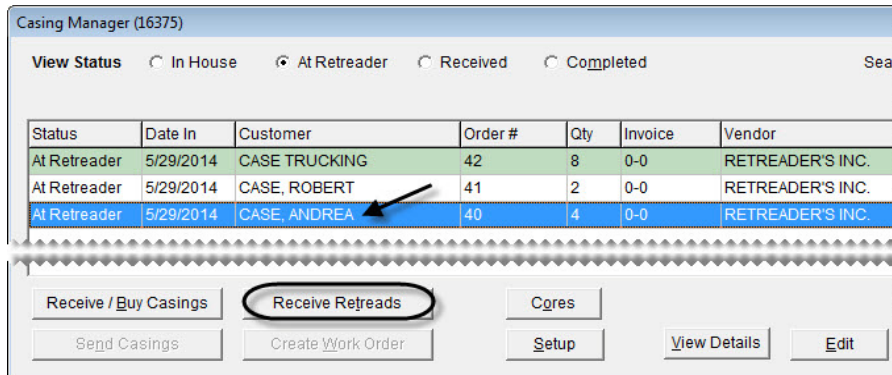 Casing Manager (16375)
View Status In House At Retreader Received Completed Sea
Status Date In Customer Order # Qty Invoice Vendor
At Retreader 5/29/2014 CASE TRUCKING 42 8 0-0 RETREADER'S INC.
At Retreader 5/29/2014 CASE, ROBERT 41 2 0-0 RETREADER'S INC.
At Retreader 5/29/2014 CASE, ANDREA 40 4 0-0 RETREADER'S INC.
Receive / Buy Casings Receive Retreads Cores
Send Casings Create Work Order Setup View Details Edit